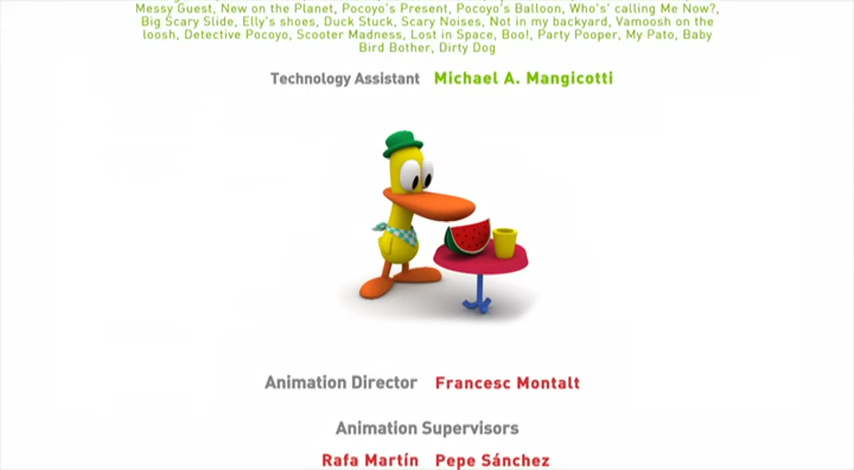 Messy Guest, New on the Planet, Pocoyo's Present, Pocoyo's Balloon, Who's' calling Me Now?,
Big Scary Slide, Elly's shoes, Duck Stuck, Scary Noises, Not in my backyard, Vamoosh on the
loosh, Detective Pocoyo, Scooter Madness, Lost in Space, Boo!, Party Pooper, My Pato, Baby
Bird Bother, Dirty Dog
Technology Assistant Michael A. Mangicotti
Animation Director Francesc Montalt
Animation Supervisors
Rafa Martín Pepe Sánchez